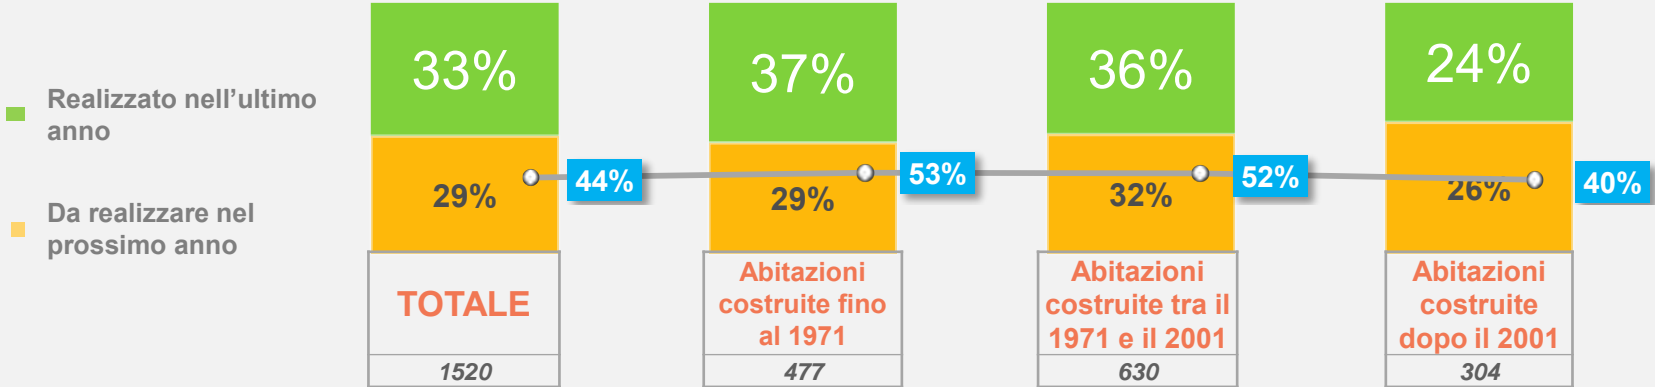 Realizzato nell'ultimo
anno
Da realizzare nel
prossimo anno
33% 37% 36% 24%
44% 53% 52% 40%
29% 29% 32% 26%
TOTALE
Abitazioni
costruite fino
al 1971
Abitazioni
costruite tra il
1971 e il 2001
Abitazioni
costruite
dopo il 2001
1520 477 630 304